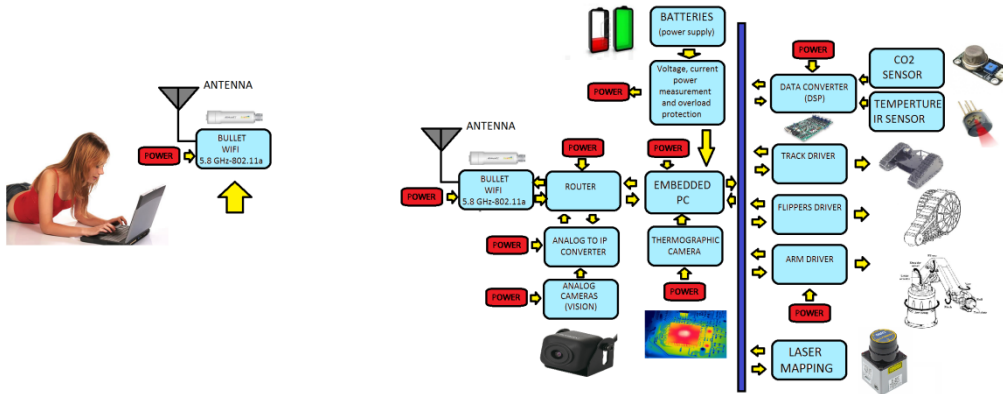 ANTENNA
BULLET
WIFI
5.8 GHz-802.11a
POWER
ANTENNA
BULLET
WIFI
5.8 GHz-802.11a
POWER
BATTERIES
(power supply)
Voltage, current
power
measurement
and overload
protection
POWER
POWER
ROUTER
POWER
EMBEDDED
PC
ANALOG TO IP
CONVERTER
POWER
ANALOG
CAMERAS
(VISION)
POWER
THERMOGRAPHIC
CAMERA
POWER
POWER
DATA CONVERTER
(DSP)
CO2
SENSOR
TEMPERTURE
IR SENSOR
TRACK DRIVER
FLIPPERS DRIVER
ARM DRIVER
POWER
LASER
MAPPING